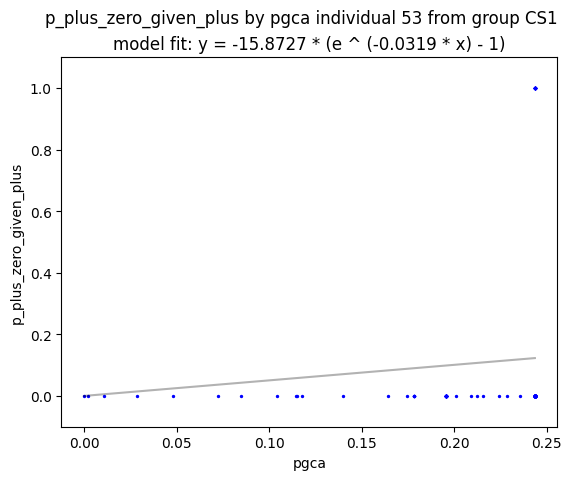 p_plus_zero_given_plus by pgca individual 53 from group CS1
model fit: y = -15.8727 * (e ^ (-0.0319 * x) - 1)
1.0
0.8
0.6
0.4
0.2
0.0
p_plus_zero_given_plus
0.00 0.05 0.10 0.15 0.20 0.25
pgca